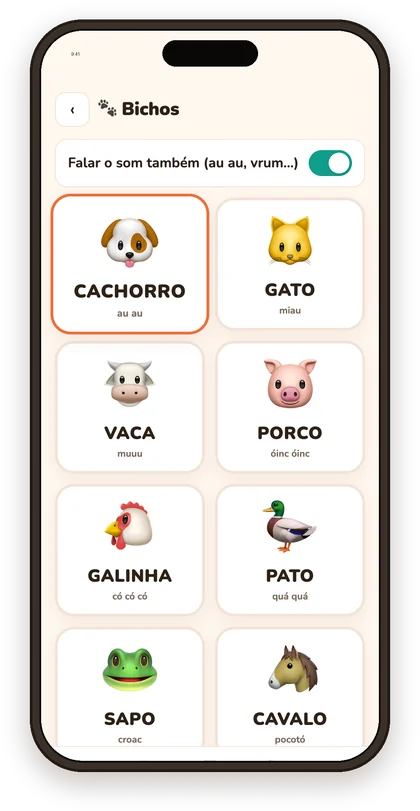 9:41
Bichos
Falar o som também (au au, vrum...)
CACHORRO
au au
GATO
miau
VACA
muuu
PORCO
óinc óinc
GALINHA
có có có
PATO
quá quá
SAPO
croac
CAVALO
pocotó